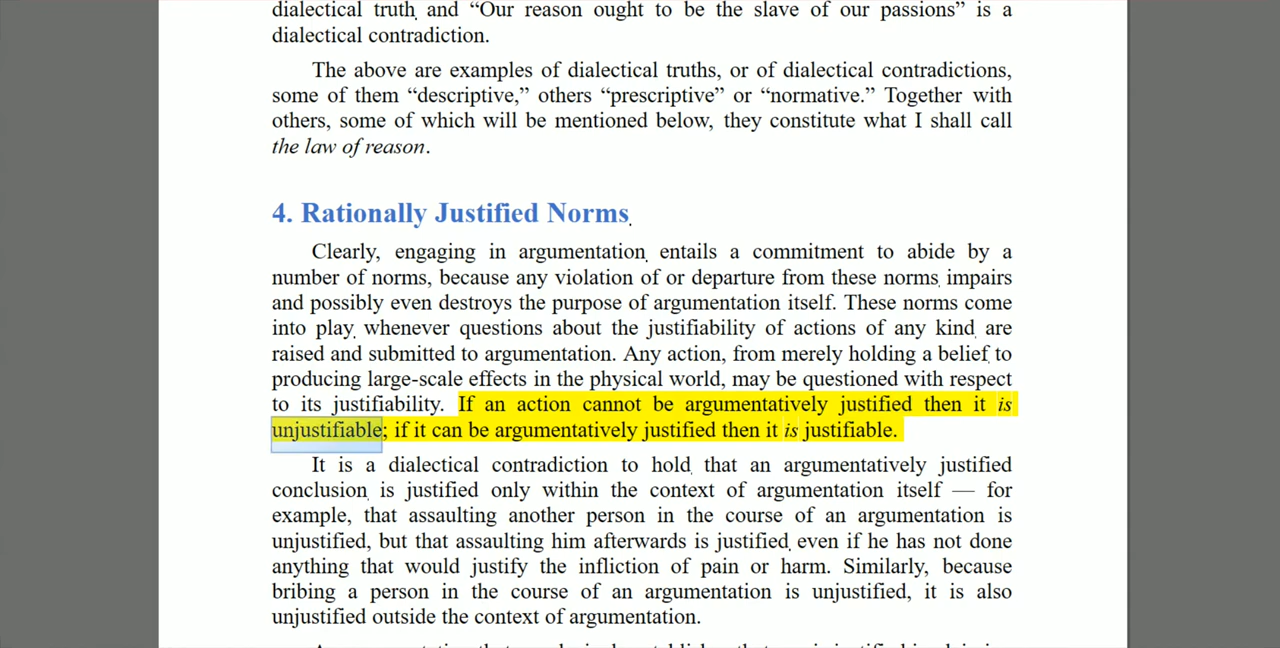 dialectical truth, and “Our reason ought to be the slave of our passions” is a
dialectical contradiction.
The above are examples of dialectical truths, or of dialectical contradictions,
some of them “descriptive,” others “prescriptive” or “normative.” Together with
others, some of which will be mentioned below, they constitute what I shall call
the law of reason.
4. Rationally Justified Norms.
Clearly, engaging in argumentation, entails a commitment to abide by a
number of norms, because any violation of or departure from these norms, impairs
and possibly even destroys the purpose of argumentation itself. These norms come
into play, whenever questions about the justifiability of actions of any kind, are
raised and submitted to argumentation. Any action, from merely holding a belief, to
producing large-scale effects in the physical world, may be questioned with respect
to its justifiability. If an action cannot be argumentatively justified then it is
unjustifiable; if it can be argumentatively justified then it is justifiable.
It is a dialectical contradiction to hold, that an argumentatively justified
conclusion, is justified only within the context of argumentation itself — for
example, that assaulting another person in the course of an argumentation is
unjustified, but that assaulting him afterwards is justified, even if he has not done
anything that would justify the infliction of pain or harm. Similarly, because
bribing a person in the course of an argumentation is unjustified, it is also
unjustified outside the context of argumentation.